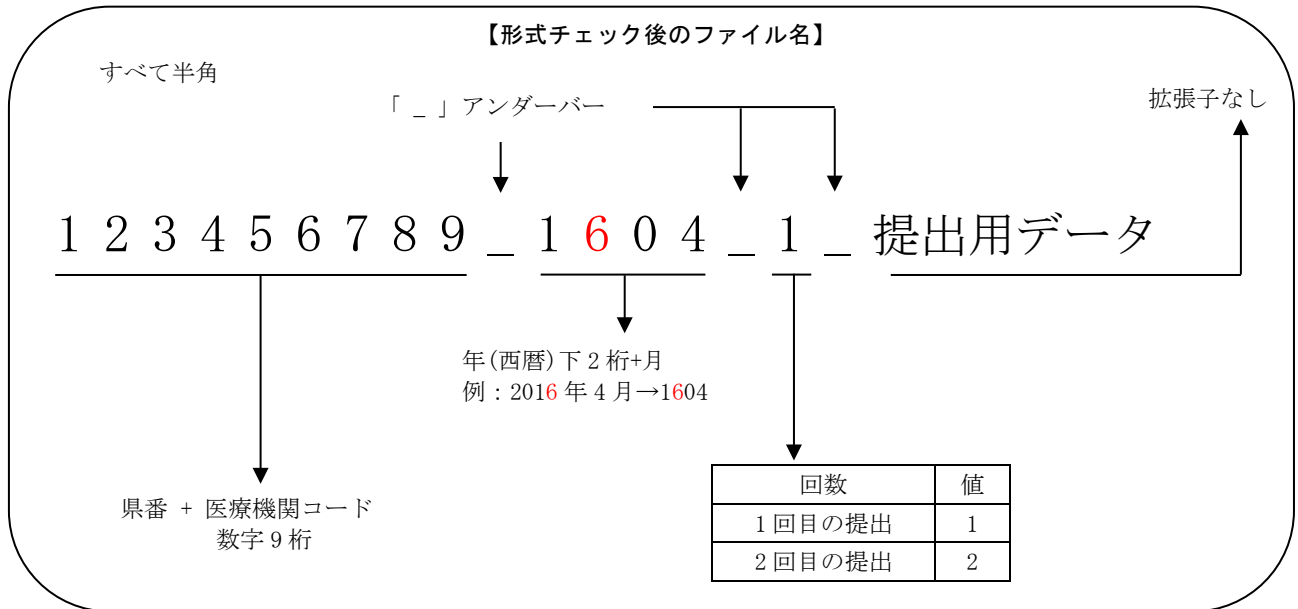 【形式チェック後のファイル名】
すべて半角
「 _ 」アンダーバー
拡張子なし
123456789_1604_1_提出用データ
年(西暦)下2桁+月
例：2016年4月→1604
県番 + 医療機関コード
数字9桁
回数 値
1回目の提出 1
2回目の提出 2